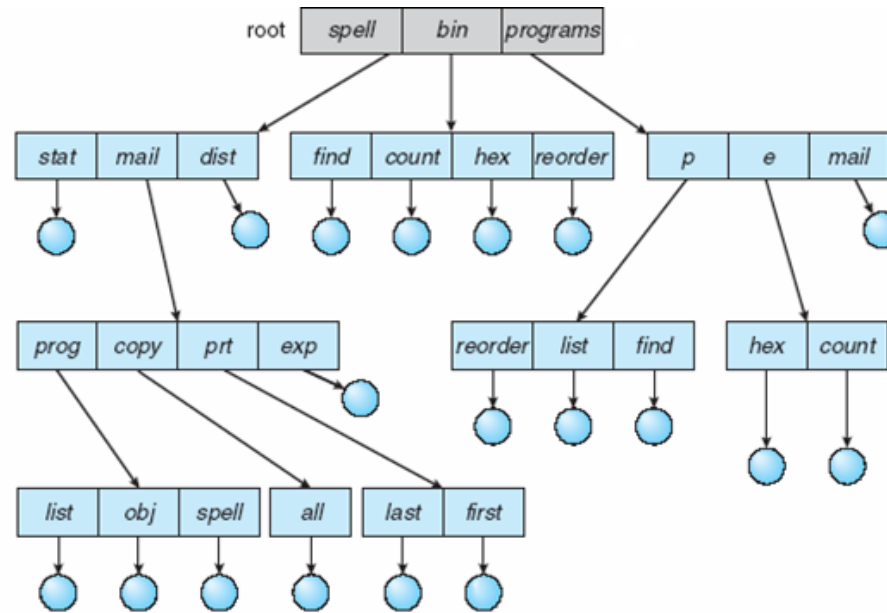 root spell bin programs
stat mail dist find count hex reorder p e mail
prog copy prt exp reorder list find hex count
list obj spell all last first